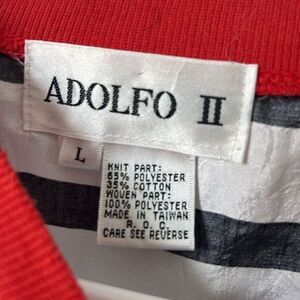 ADOLFO II
L
KNIT PART:
65% POLYESTER
35% COTTON
WOVEN PART:
100% POLYESTER
MADE IN TAIWAN
R. O. C.
CARE SEE REVERSE